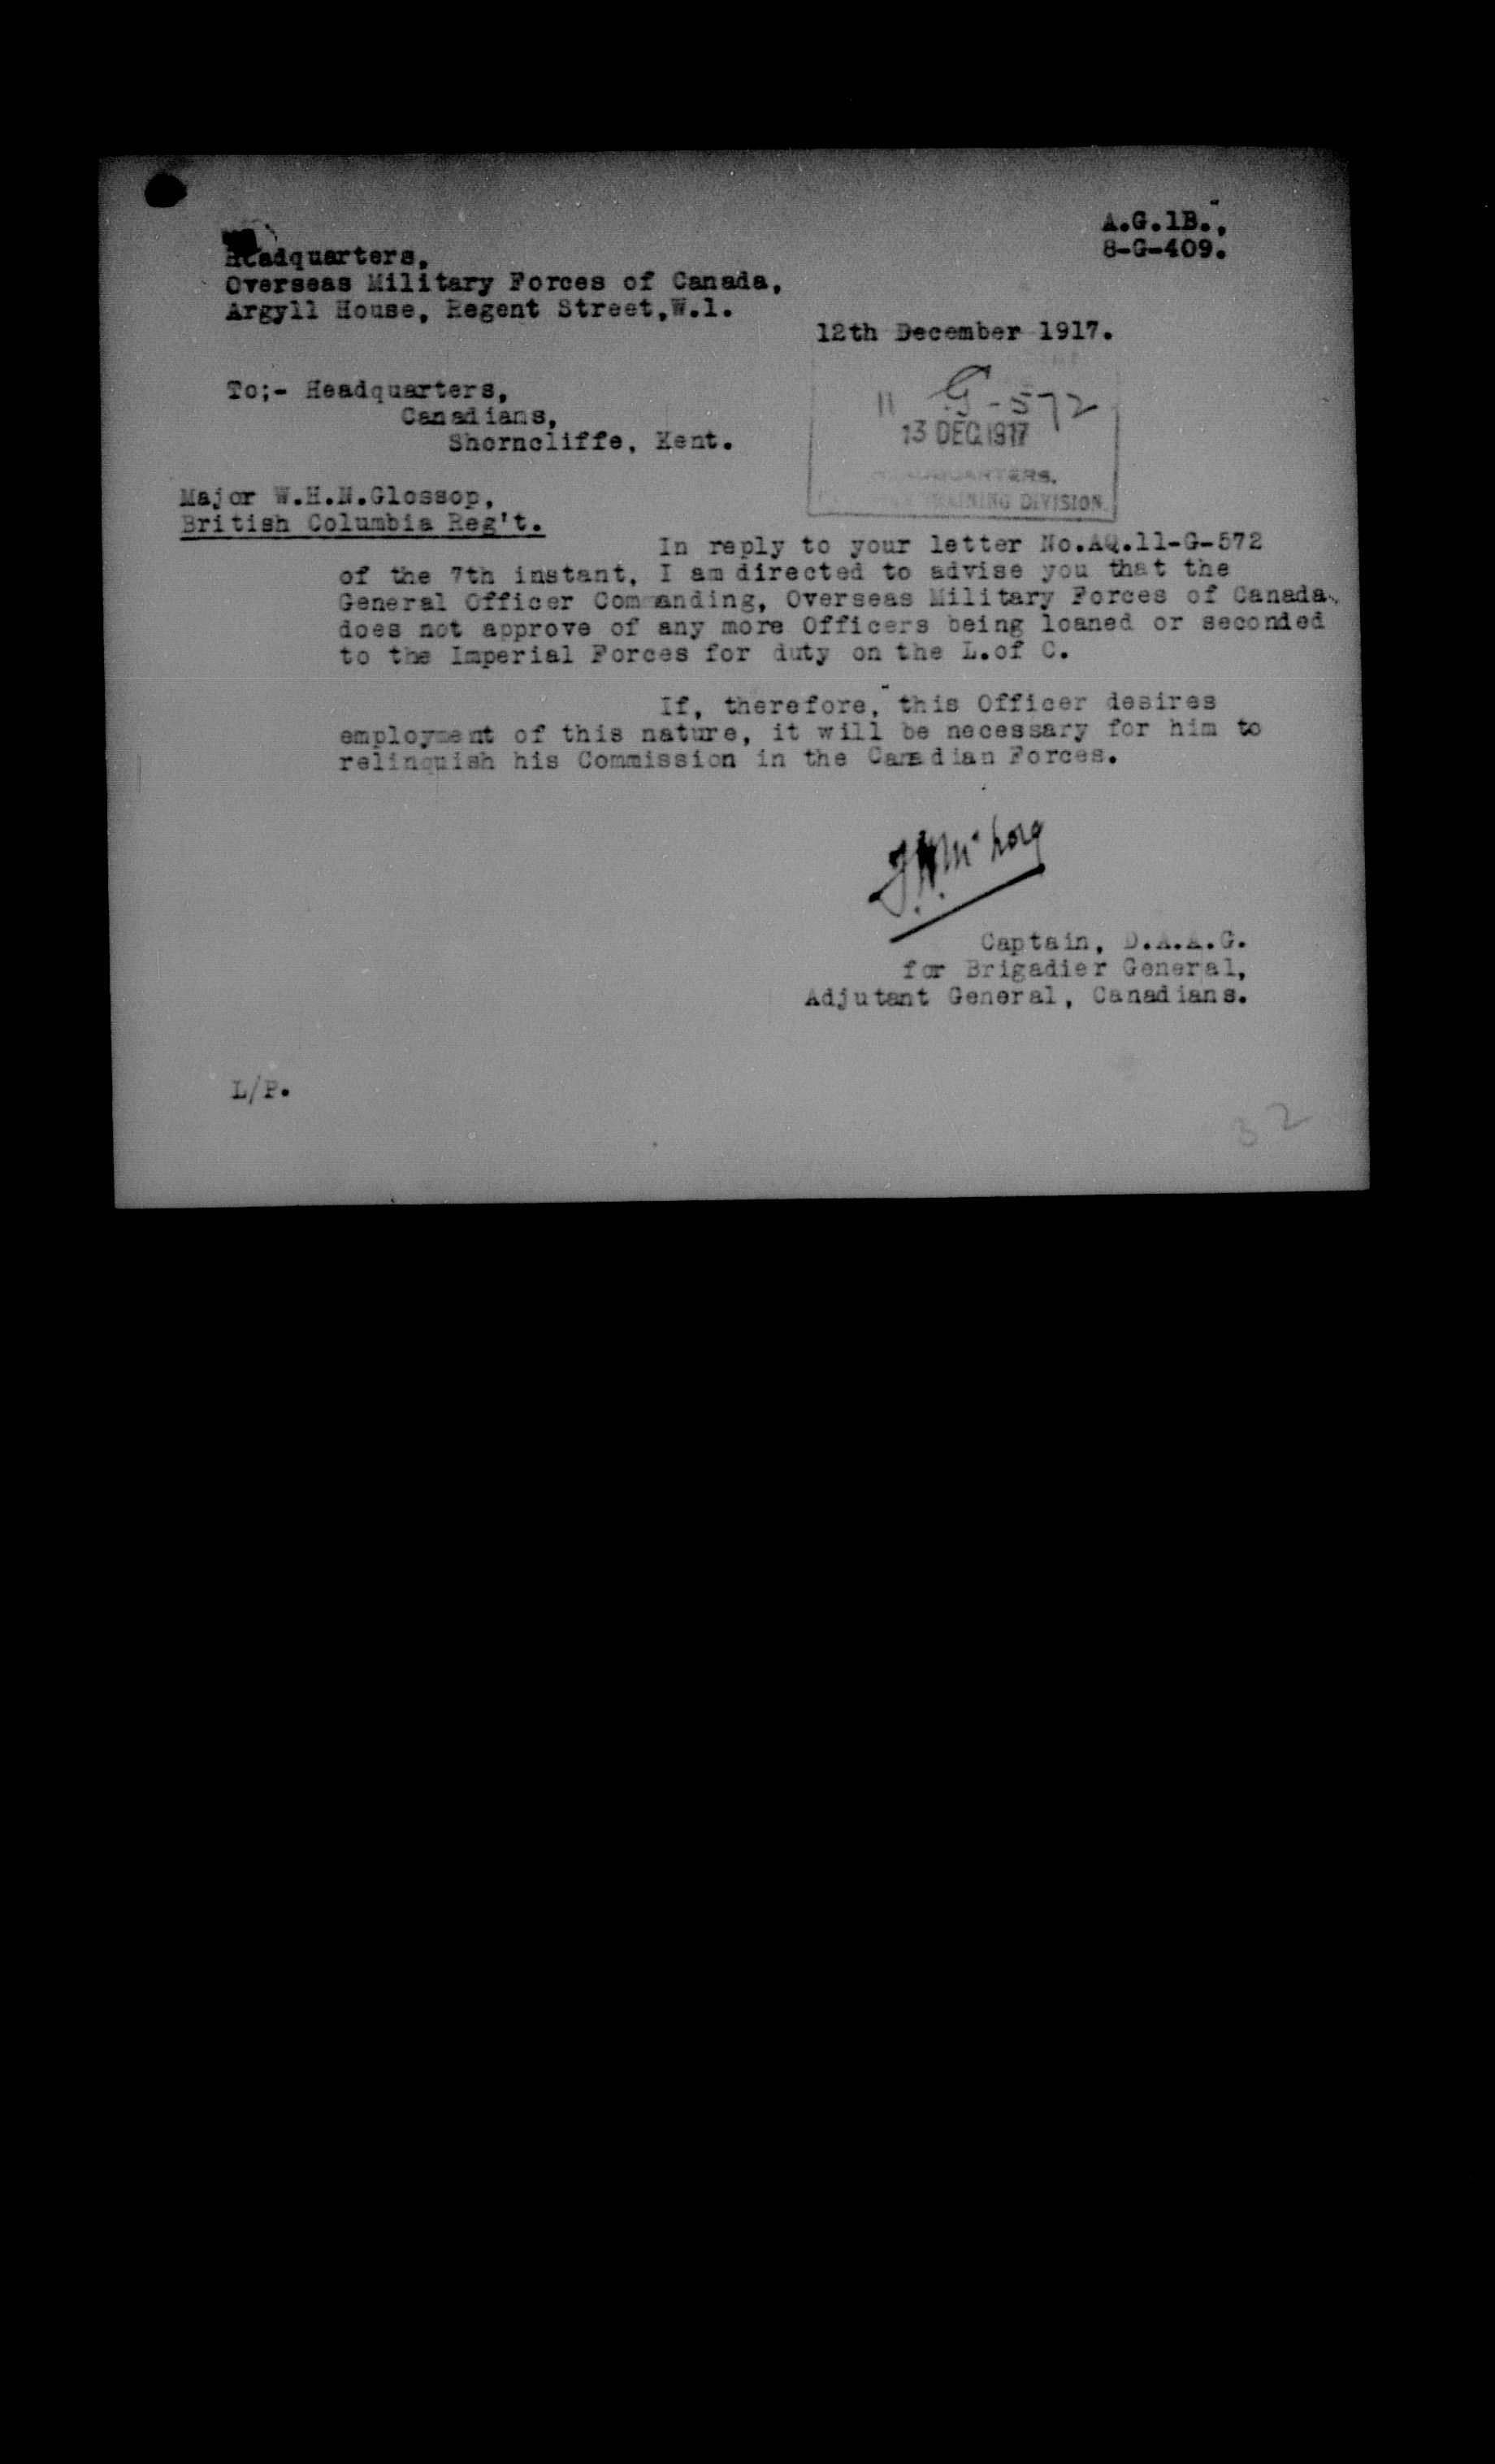 A.G.1B.,
8-G-409.
Headquarters,
Overseas Military Forces of Canada,
Argyll House, Regent Street,W.1.
12th December 1917.
To;- Headquarters,
Canadians,
Shorncliffe, Kent.
11 G-572
13 DEC 1917
HEADQUARTERS.
TRAINING DIVISION
Major W.H.N.Glossop,
British Columbia Reg't.
In reply to your letter No.AQ.11-G-572
of the 7th instant, I am directed to advise you that the
General Officer Commanding, Overseas Military Forces of Canada,
does not approve of any more Officers being loaned or seconded
to the Imperial Forces for duty on the L.of C.
If, therefore, this Officer desires
employment of this nature, it will be necessary for him to
relinquish his Commission in the Canadian Forces.
Captain, D.A.A.G.
for Brigadier General,
Adjutant General, Canadians.
L/P.
32